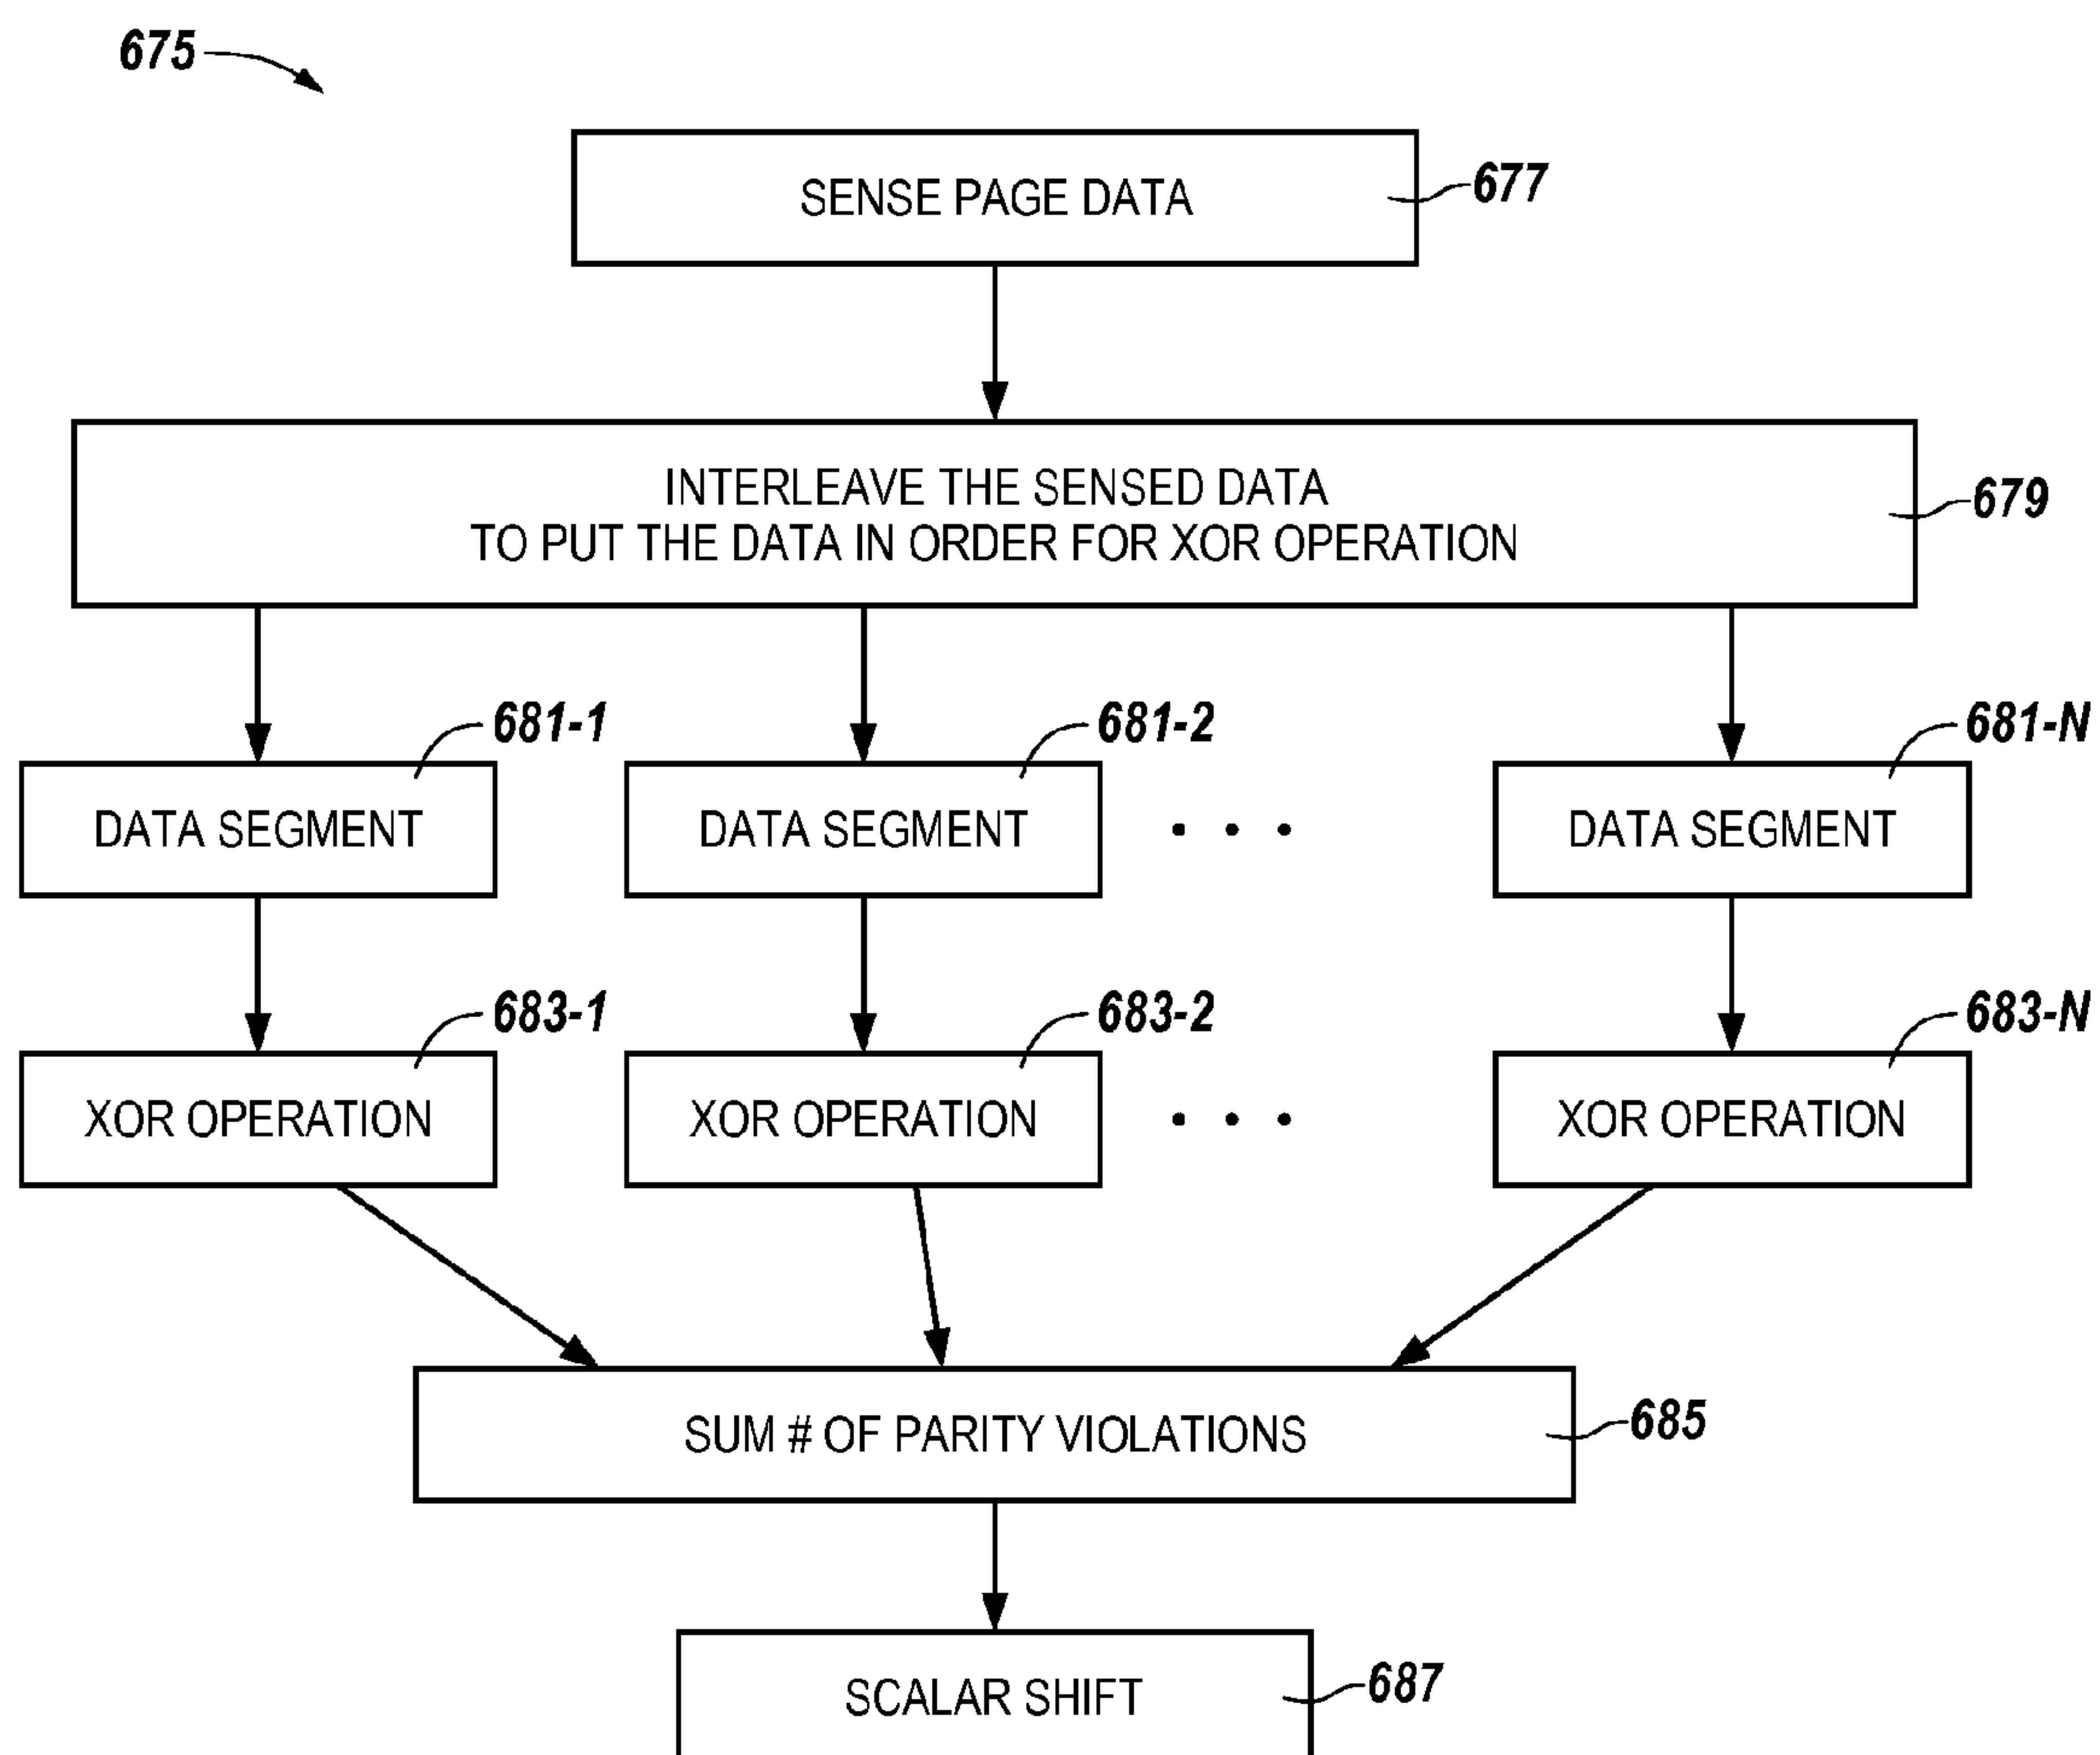 675
SENSE PAGE DATA
677
INTERLEAVE THE SENSED DATA
TO PUT THE DATA IN ORDER FOR XOR OPERATION
679
681-1
681-2
681-N
DATA SEGMENT
DATA SEGMENT
. . .
DATA SEGMENT
683-1
683-2
683-N
XOR OPERATION
XOR OPERATION
. . .
XOR OPERATION
SUM # OF PARITY VIOLATIONS
685
SCALAR SHIFT
687